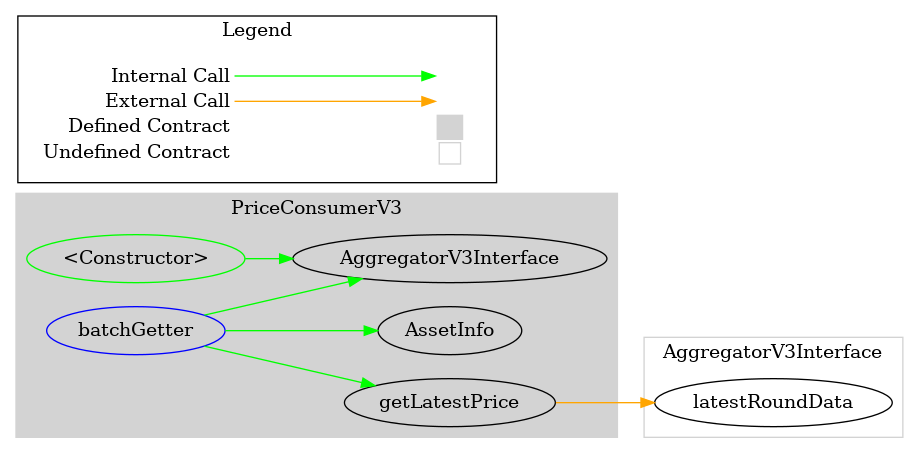 Legend
Internal Call
External Call
Defined Contract
Undefined Contract
PriceConsumerV3
<Constructor>
AggregatorV3Interface
batchGetter
AssetInfo
getLatestPrice
AggregatorV3Interface
latestRoundData